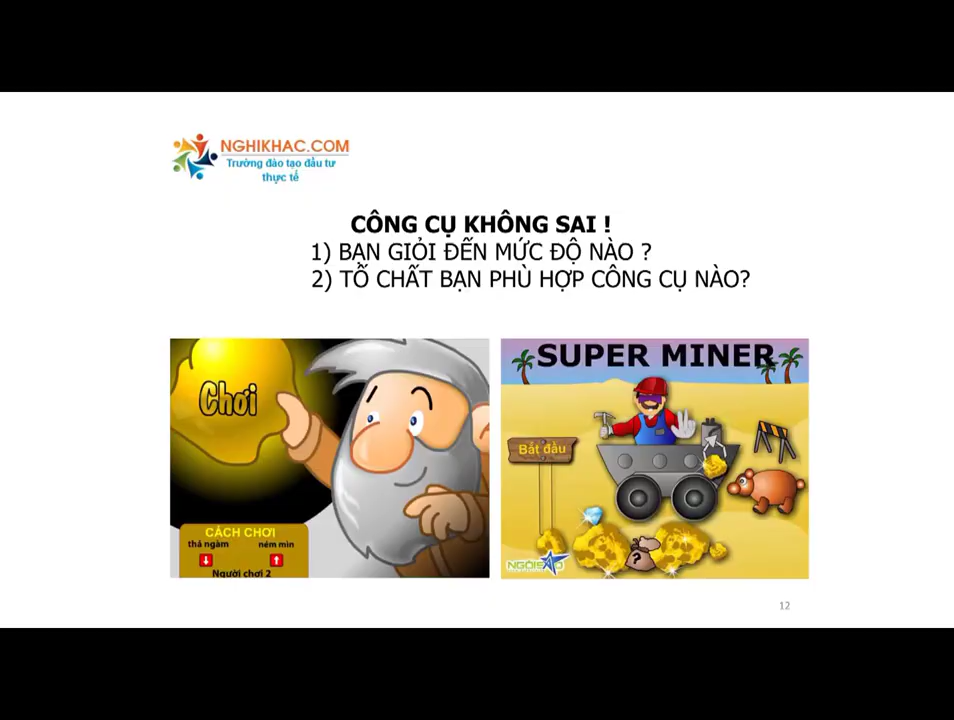 NGHIKHAC.COM
Trường đào tạo đầu tư
thực tế
CÔNG CỤ KHÔNG SAI !
1) BẠN GIỎI ĐẾN MỨC ĐỘ NÀO ?
2) TỐ CHẤT BẠN PHÙ HỢP CÔNG CỤ NÀO?
Chơi
CÁCH CHƠI
thả ngàm ném mìn
Người chơi 2
SUPER MINER
Bắt đầu
?
NGÔISAO
12